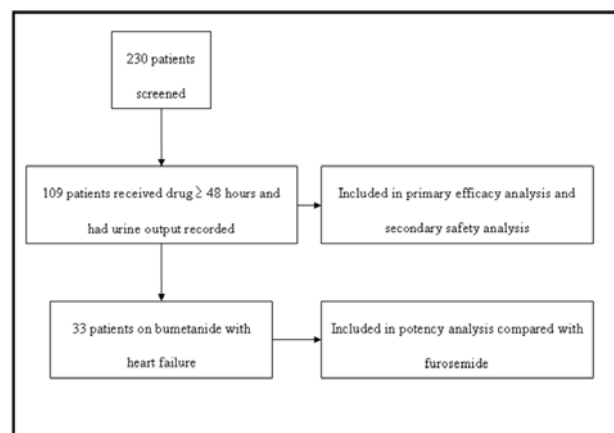 230 patients
screened
109 patients received drug ≥ 48 hours and
had urine output recorded
Included in primary efficacy analysis and
secondary safety analysis
33 patients on bumetanide with
heart failure
Included in potency analysis compared with
furosemide